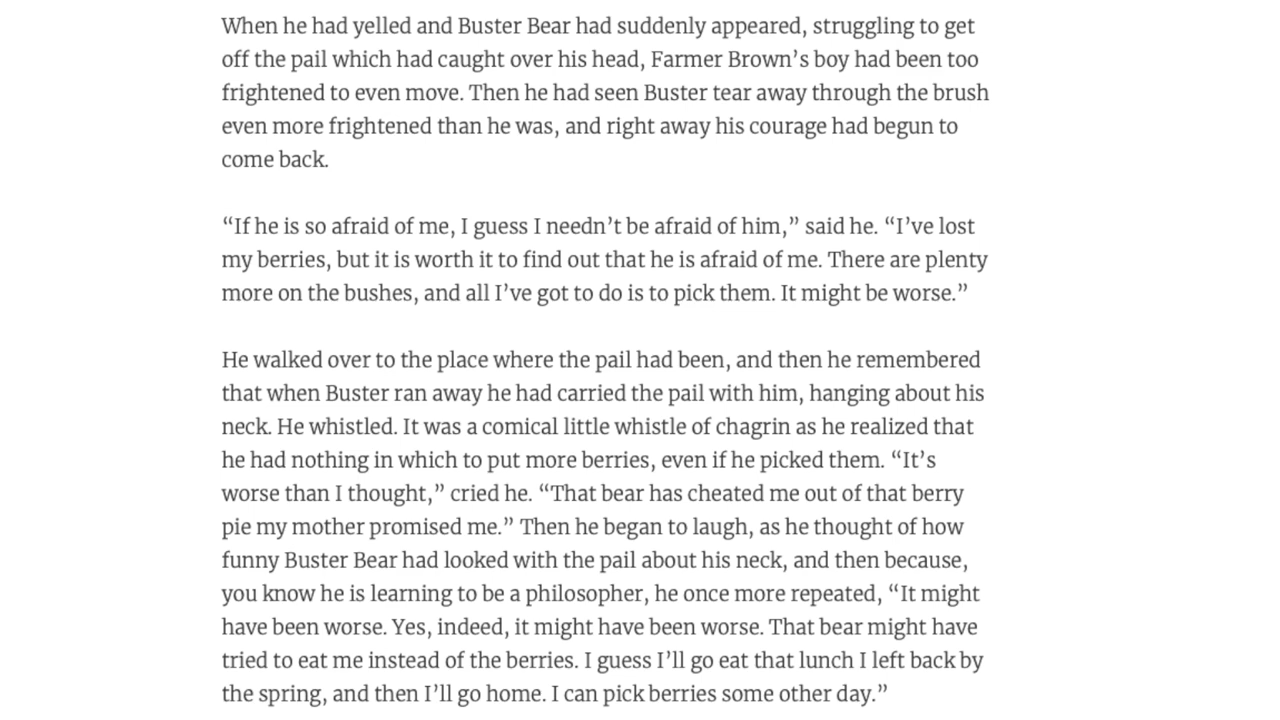 When he had yelled and Buster Bear had suddenly appeared, struggling to get
off the pail which had caught over his head, Farmer Brown’s boy had been too
frightened to even move. Then he had seen Buster tear away through the brush
even more frightened than he was, and right away his courage had begun to
come back.
“If he is so afraid of me, I guess I needn’t be afraid of him,” said he. “I’ve lost
my berries, but it is worth it to find out that he is afraid of me. There are plenty
more on the bushes, and all I’ve got to do is to pick them. It might be worse.”
He walked over to the place where the pail had been, and then he remembered
that when Buster ran away he had carried the pail with him, hanging about his
neck. He whistled. It was a comical little whistle of chagrin as he realized that
he had nothing in which to put more berries, even if he picked them. “It’s
worse than I thought,” cried he. “That bear has cheated me out of that berry
pie my mother promised me.” Then he began to laugh, as he thought of how
funny Buster Bear had looked with the pail about his neck, and then because,
you know he is learning to be a philosopher, he once more repeated, “It might
have been worse. Yes, indeed, it might have been worse. That bear might have
tried to eat me instead of the berries. I guess I’ll go eat that lunch I left back by
the spring, and then I’ll go home. I can pick berries some other day.”